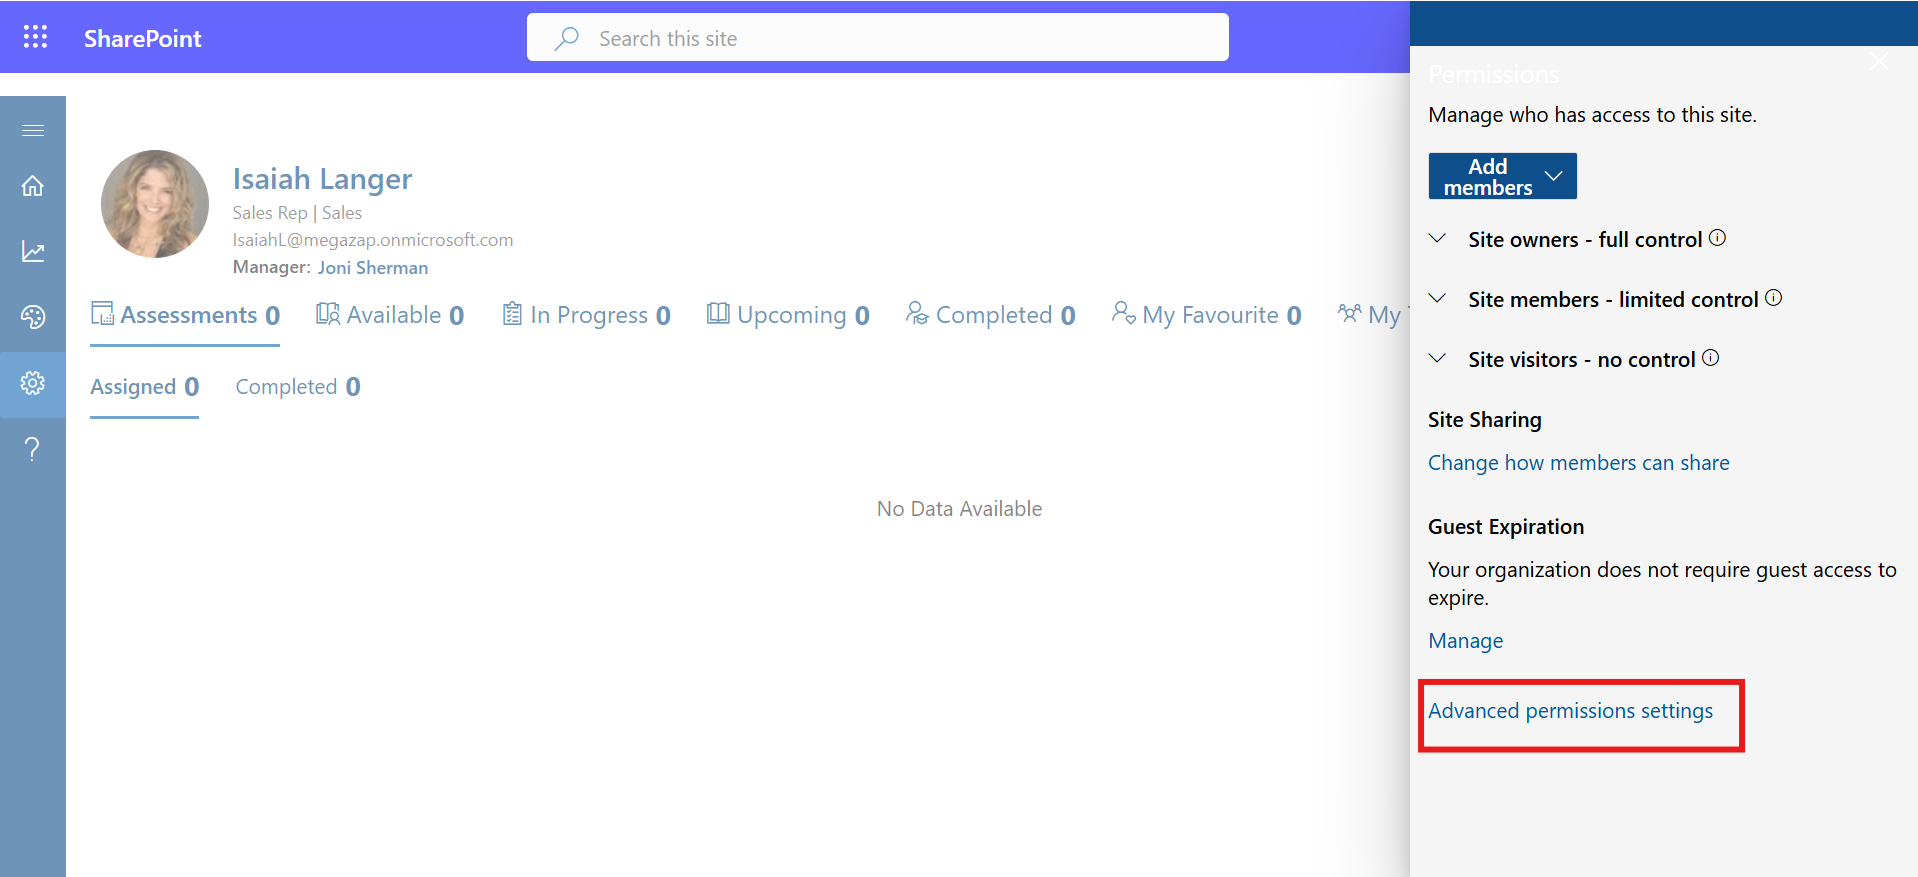 SharePoint
Search this site
Isaiah Langer
Sales Rep | Sales
IsaiahL@megazap.onmicrosoft.com
Manager: Joni Sherman
Assessments 0
Available 0
In Progress 0
Upcoming 0
Completed 0
My Favourite 0
My
Assigned 0
Completed 0
No Data Available
Permissions
Manage who has access to this site.
Add
members
Site owners - full control
Site members - limited control
Site visitors - no control
Site Sharing
Change how members can share
Guest Expiration
Your organization does not require guest access to
expire.
Manage
Advanced permissions settings